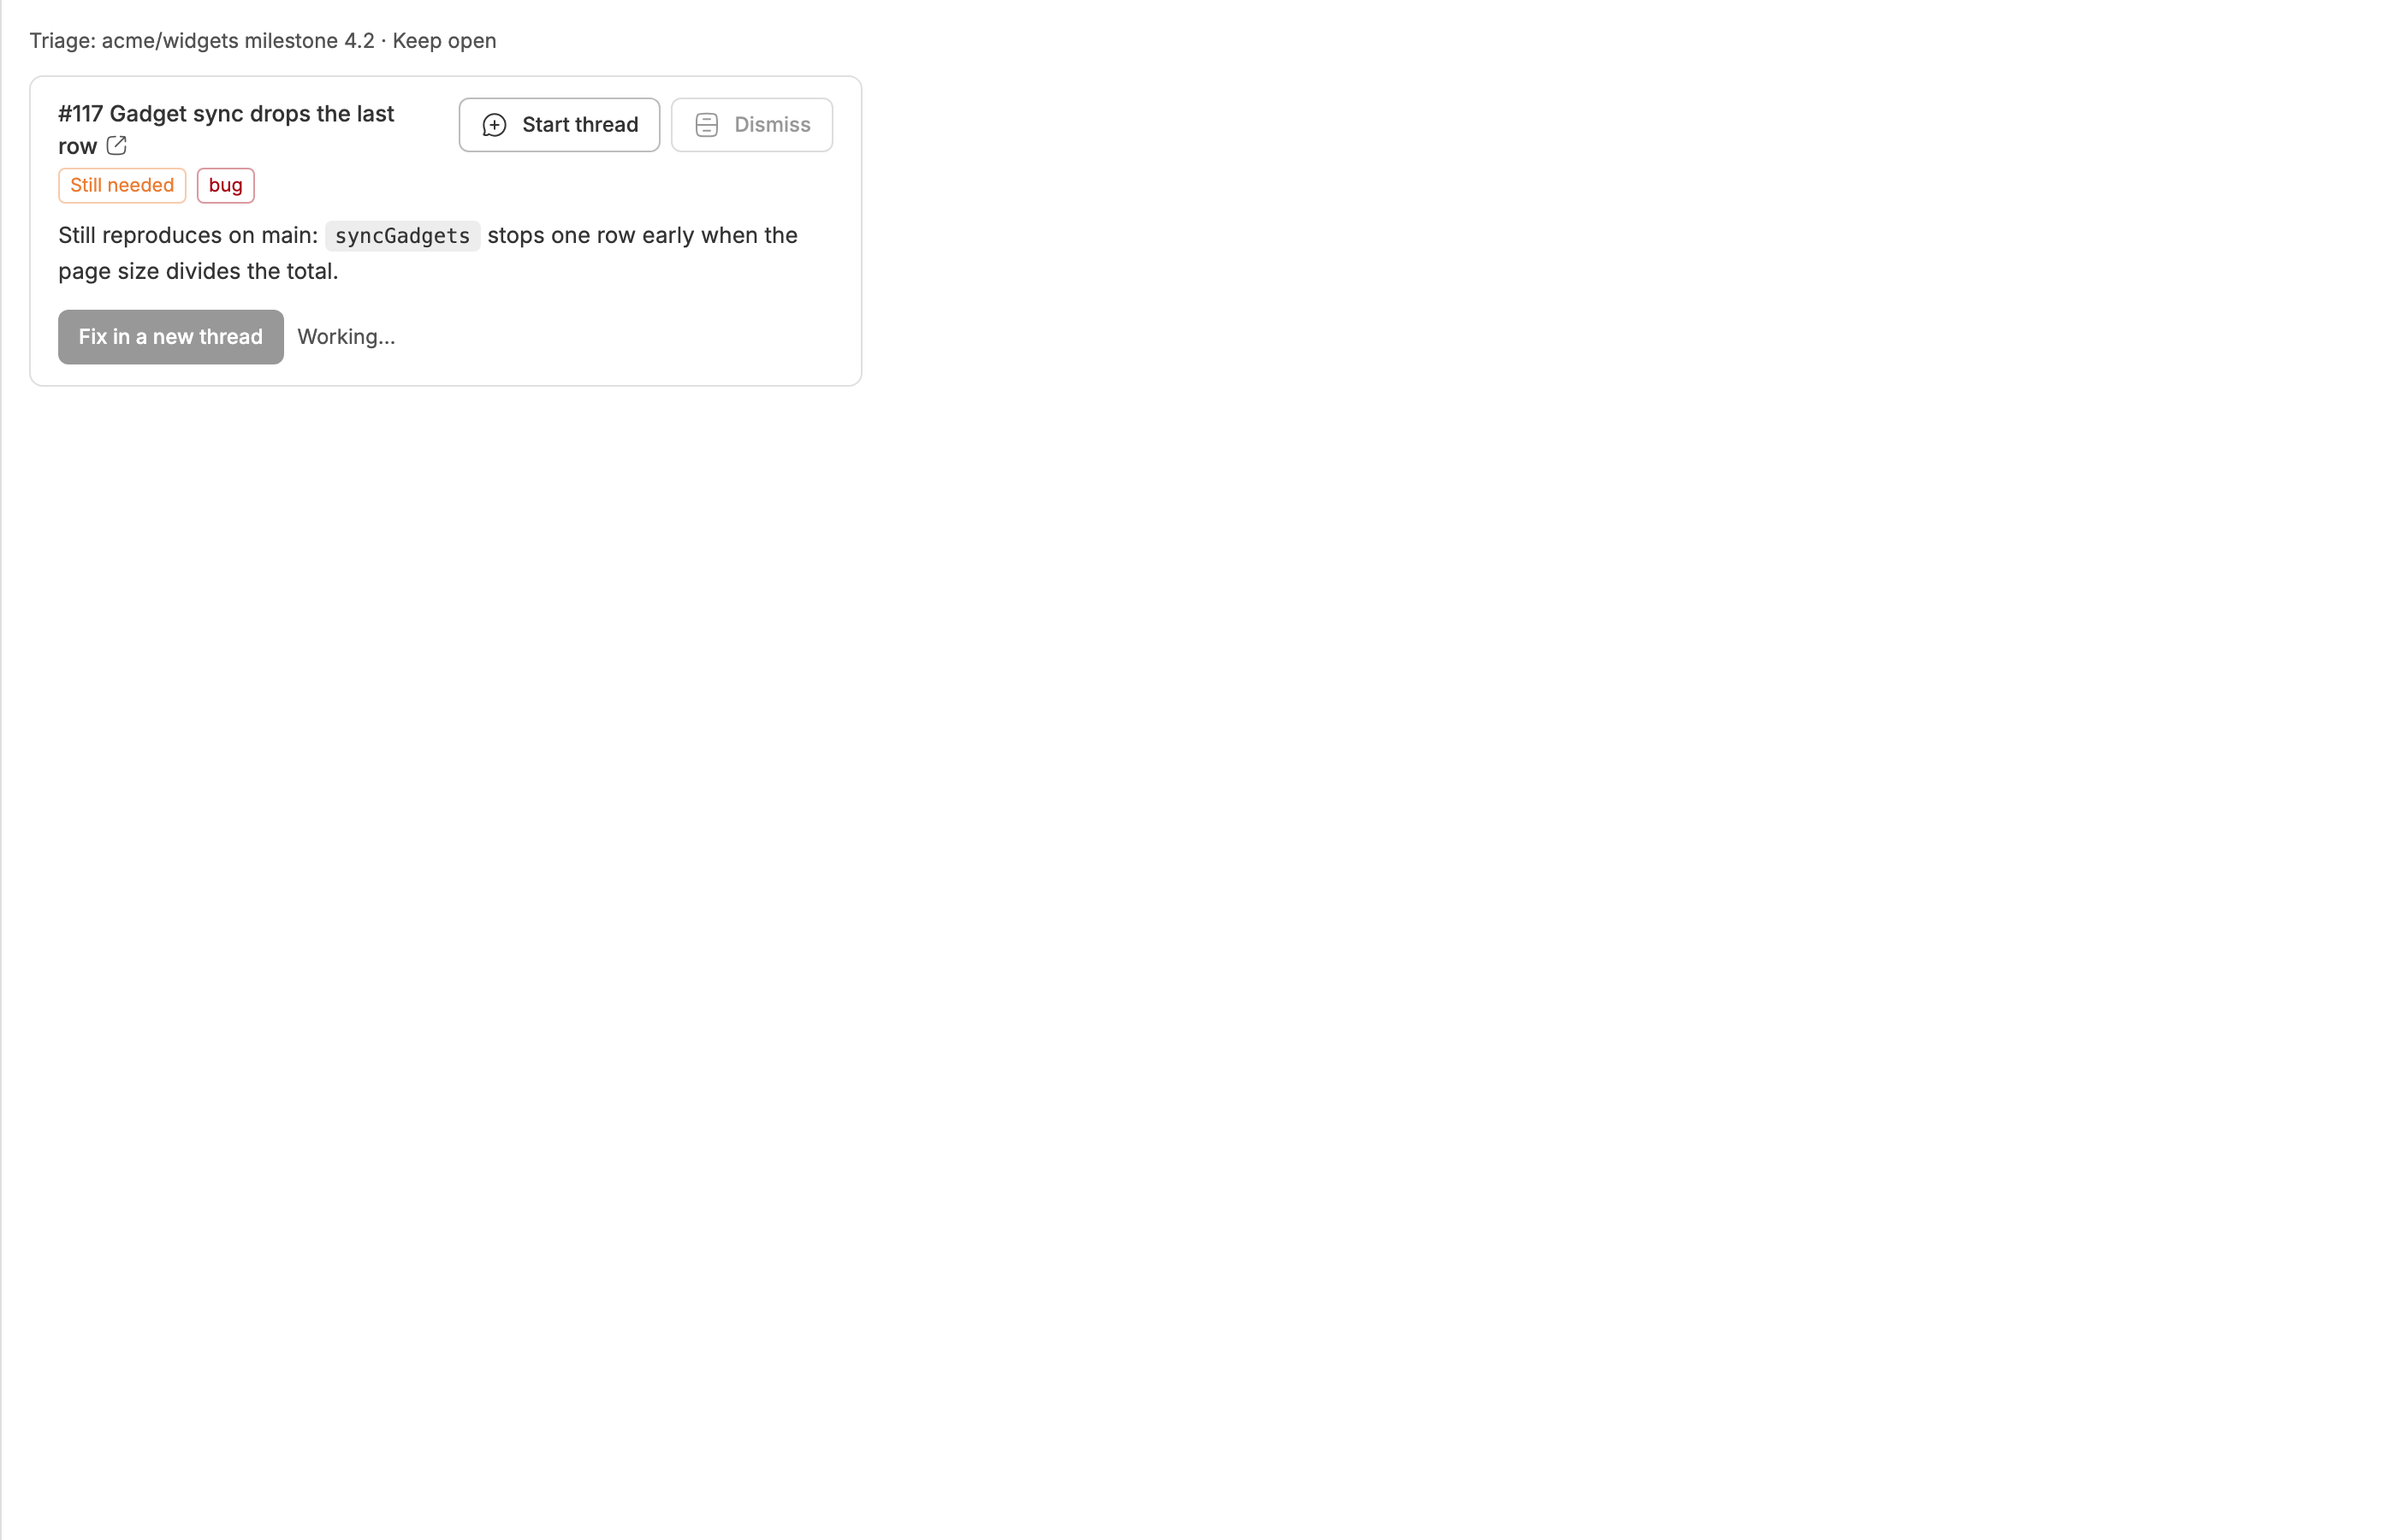 Triage: acme/widgets milestone 4.2 · Keep open
#117 Gadget sync drops the last
row
Start thread
Dismiss
Still needed
bug
Still reproduces on main: syncGadgets stops one row early when the
page size divides the total.
Fix in a new thread
Working...